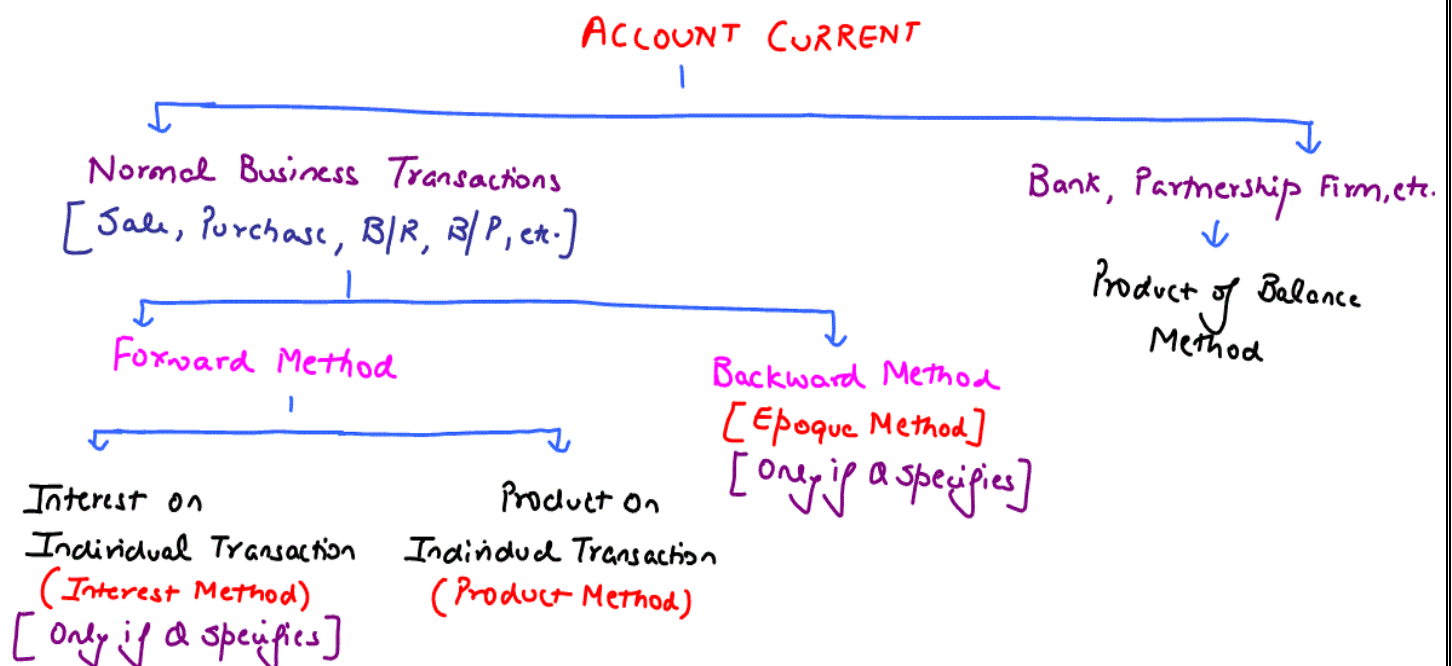 ACCOUNT CURRENT
Normal Business Transactions
[Sale, Purchase, B/R, B/P, etc.]
Bank, Partnership Firm, etc.
Product of Balance
Method
Forward Method
Backward Method
[Epoque Method]
[Only if Q specifies]
Interest on
Individual Transaction
(Interest Method)
[Only if Q specifies]
Product on
Individud Transaction
(Product Method)